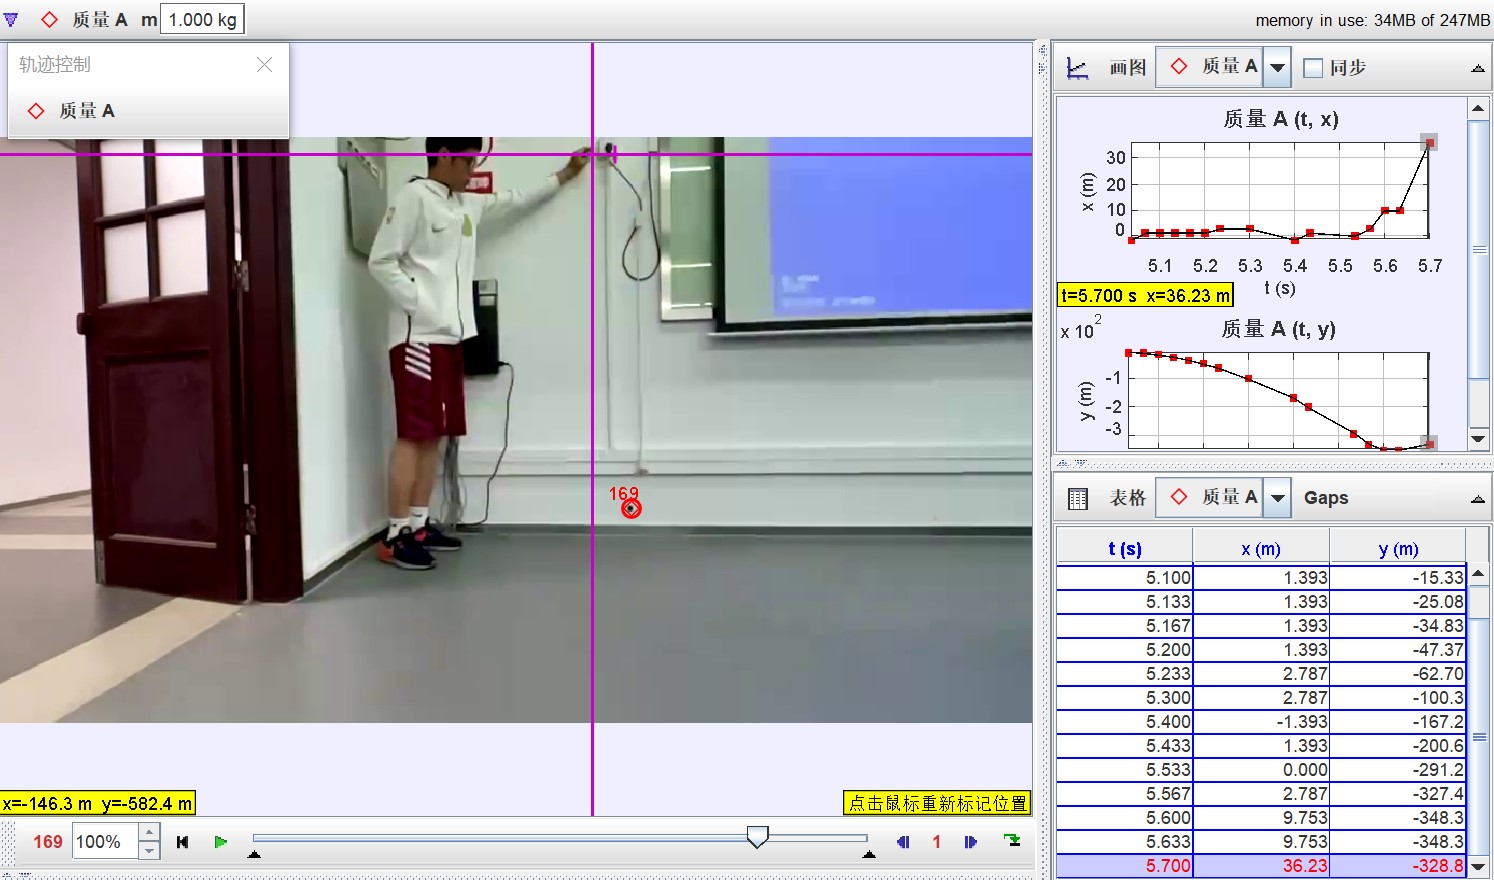 质量 A m 1.000 kg
memory in use: 34MB of 247MB
轨迹控制
质量 A
169
x=-146.3 m y=-582.4 m
点击鼠标重新标记位置
169 100% 1
画图 质量 A 同步
质量 A (t, x)
x (m)
30
20
10
0
5.1 5.2 5.3 5.4 5.5 5.6 5.7
t (s)
t=5.700 s x=36.23 m
质量 A (t, y)
x 10²
y (m)
-1
-2
-3
表格 质量 A Gaps
t (s) x (m) y (m)
5.100 1.393 -15.33
5.133 1.393 -25.08
5.167 1.393 -34.83
5.200 1.393 -47.37
5.233 2.787 -62.70
5.300 2.787 -100.3
5.400 -1.393 -167.2
5.433 1.393 -200.6
5.533 0.000 -291.2
5.567 2.787 -327.4
5.600 9.753 -348.3
5.633 9.753 -348.3
5.700 36.23 -328.8